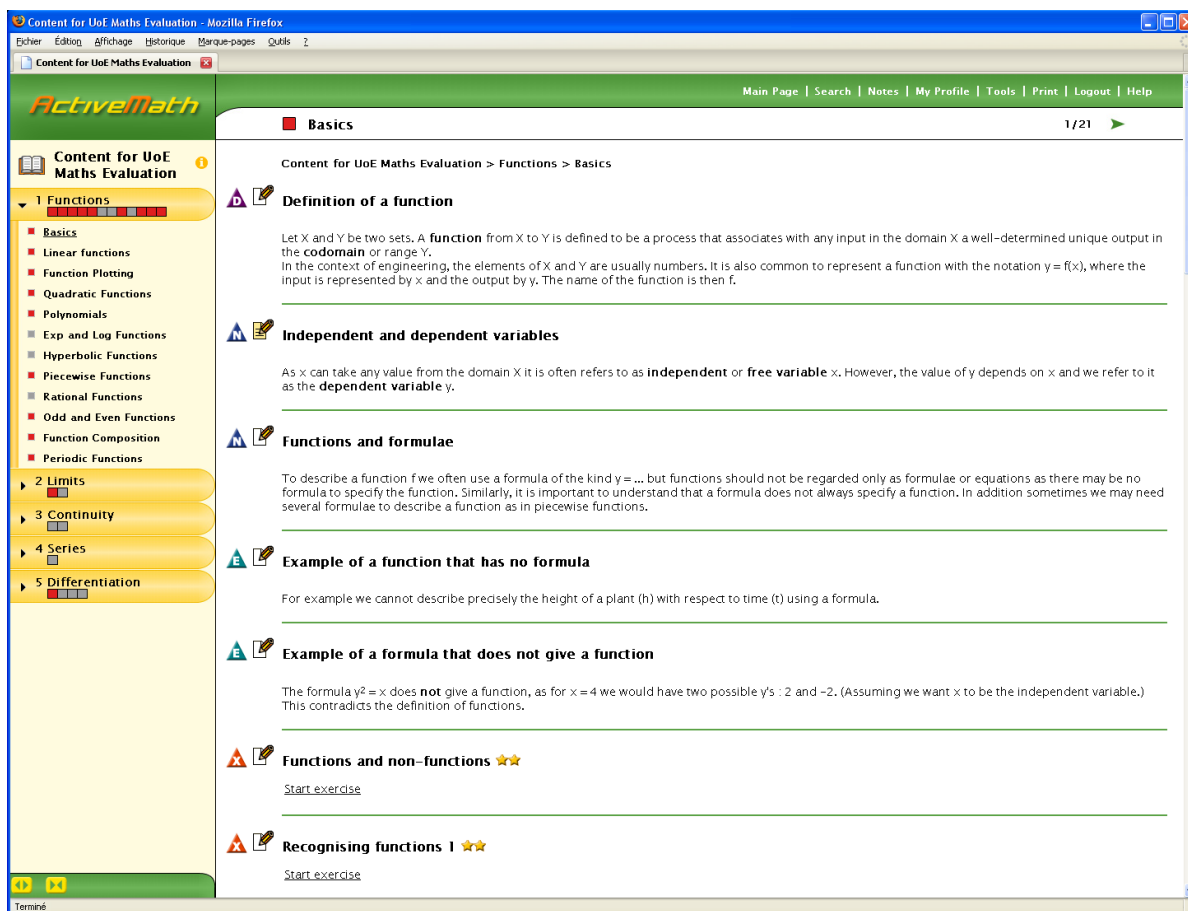 Content for UoE Maths Evaluation - Mozilla Firefox
Fichier Édition Affichage Historique Marque-pages Outils ?
Content for UoE Maths Evaluation
ActiveMath
Main Page | Search | Notes | My Profile | Tools | Print | Logout | Help
Basics
1/21
Content for UoE
Maths Evaluation
1 Functions
Basics
Linear functions
Function Plotting
Quadratic Functions
Polynomials
Exp and Log Functions
Hyperbolic Functions
Piecewise Functions
Rational Functions
Odd and Even Functions
Function Composition
Periodic Functions
2 Limits
3 Continuity
4 Series
5 Differentiation
Content for UoE Maths Evaluation > Functions > Basics
D
Definition of a function
Let X and Y be two sets. A function from X to Y is defined to be a process that associates with any input in the domain X a well-determined unique output in
the codomain or range Y.
In the context of engineering, the elements of X and Y are usually numbers. It is also common to represent a function with the notation y = f(x), where the
input is represented by x and the output by y. The name of the function is then f.
N
Independent and dependent variables
As x can take any value from the domain X it is often refers to as independent or free variable x. However, the value of y depends on x and we refer to it
as the dependent variable y.
N
Functions and formulae
To describe a function f we often use a formula of the kind y = ... but functions should not be regarded only as formulae or equations as there may be no
formula to specify the function. Similarly, it is important to understand that a formula does not always specify a function. In addition sometimes we may need
several formulae to describe a function as in piecewise functions.
E
Example of a function that has no formula
For example we cannot describe precisely the height of a plant (h) with respect to time (t) using a formula.
E
Example of a formula that does not give a function
The formula y² = x does not give a function, as for x = 4 we would have two possible y's : 2 and -2. (Assuming we want x to be the independent variable.)
This contradicts the definition of functions.
X
Functions and non-functions
Start exercise
X
Recognising functions 1
Start exercise
Terminé